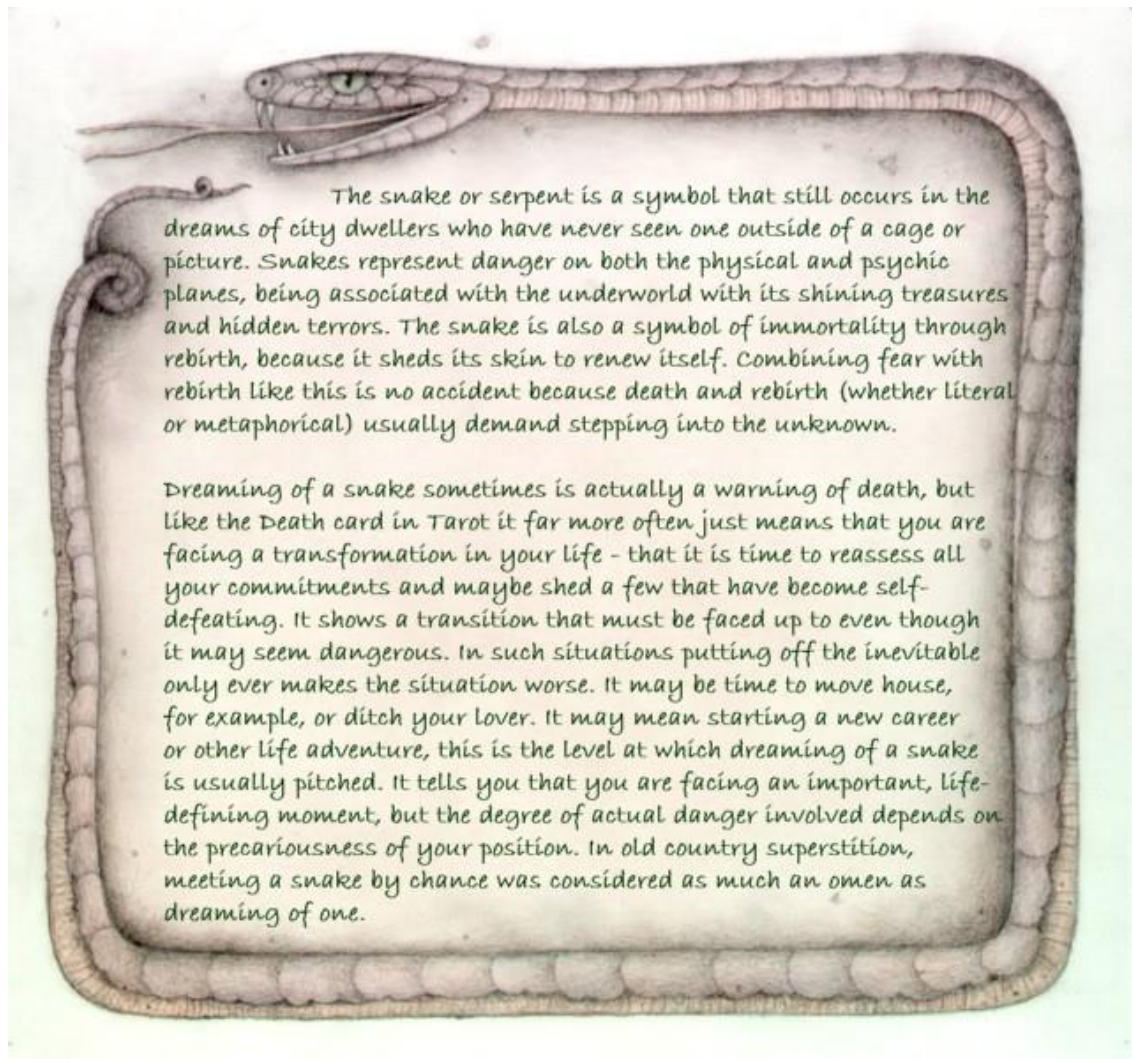 The snake or serpent is a symbol that still occurs in the
dreams of city dwellers who have never seen one outside of a cage or
picture. Snakes represent danger on both the physical and psychic
planes, being associated with the underworld with its shining treasures
and hidden terrors. The snake is also a symbol of immortality through
rebirth, because it sheds its skin to renew itself. Combining fear with
rebirth like this is no accident because death and rebirth (whether literal
or metaphorical) usually demand stepping into the unknown.
Dreaming of a snake sometimes is actually a warning of death, but
like the Death card in Tarot it far more often just means that you are
facing a transformation in your life - that it is time to reassess all
your commitments and maybe shed a few that have become self-
defeating. It shows a transition that must be faced up to even though
it may seem dangerous. In such situations putting off the inevitable
only ever makes the situation worse. It may be time to move house,
for example, or ditch your lover. It may mean starting a new career
or other life adventure, this is the level at which dreaming of a snake
is usually pitched. It tells you that you are facing an important, life-
defining moment, but the degree of actual danger involved depends on
the precariousness of your position. In old country superstition,
meeting a snake by chance was considered as much an omen as
dreaming of one.